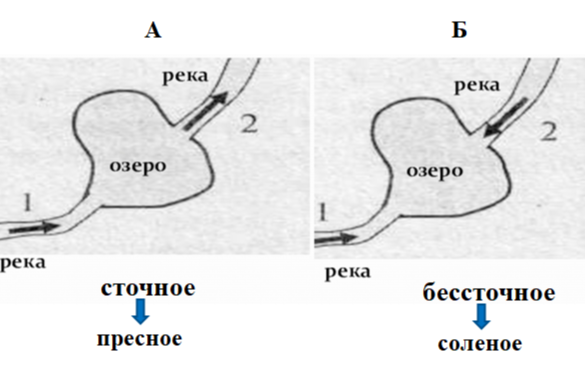 А
река
2
озеро
1
река
сточное
пресное
Б
река
2
озеро
1
река
бессточное
соленое